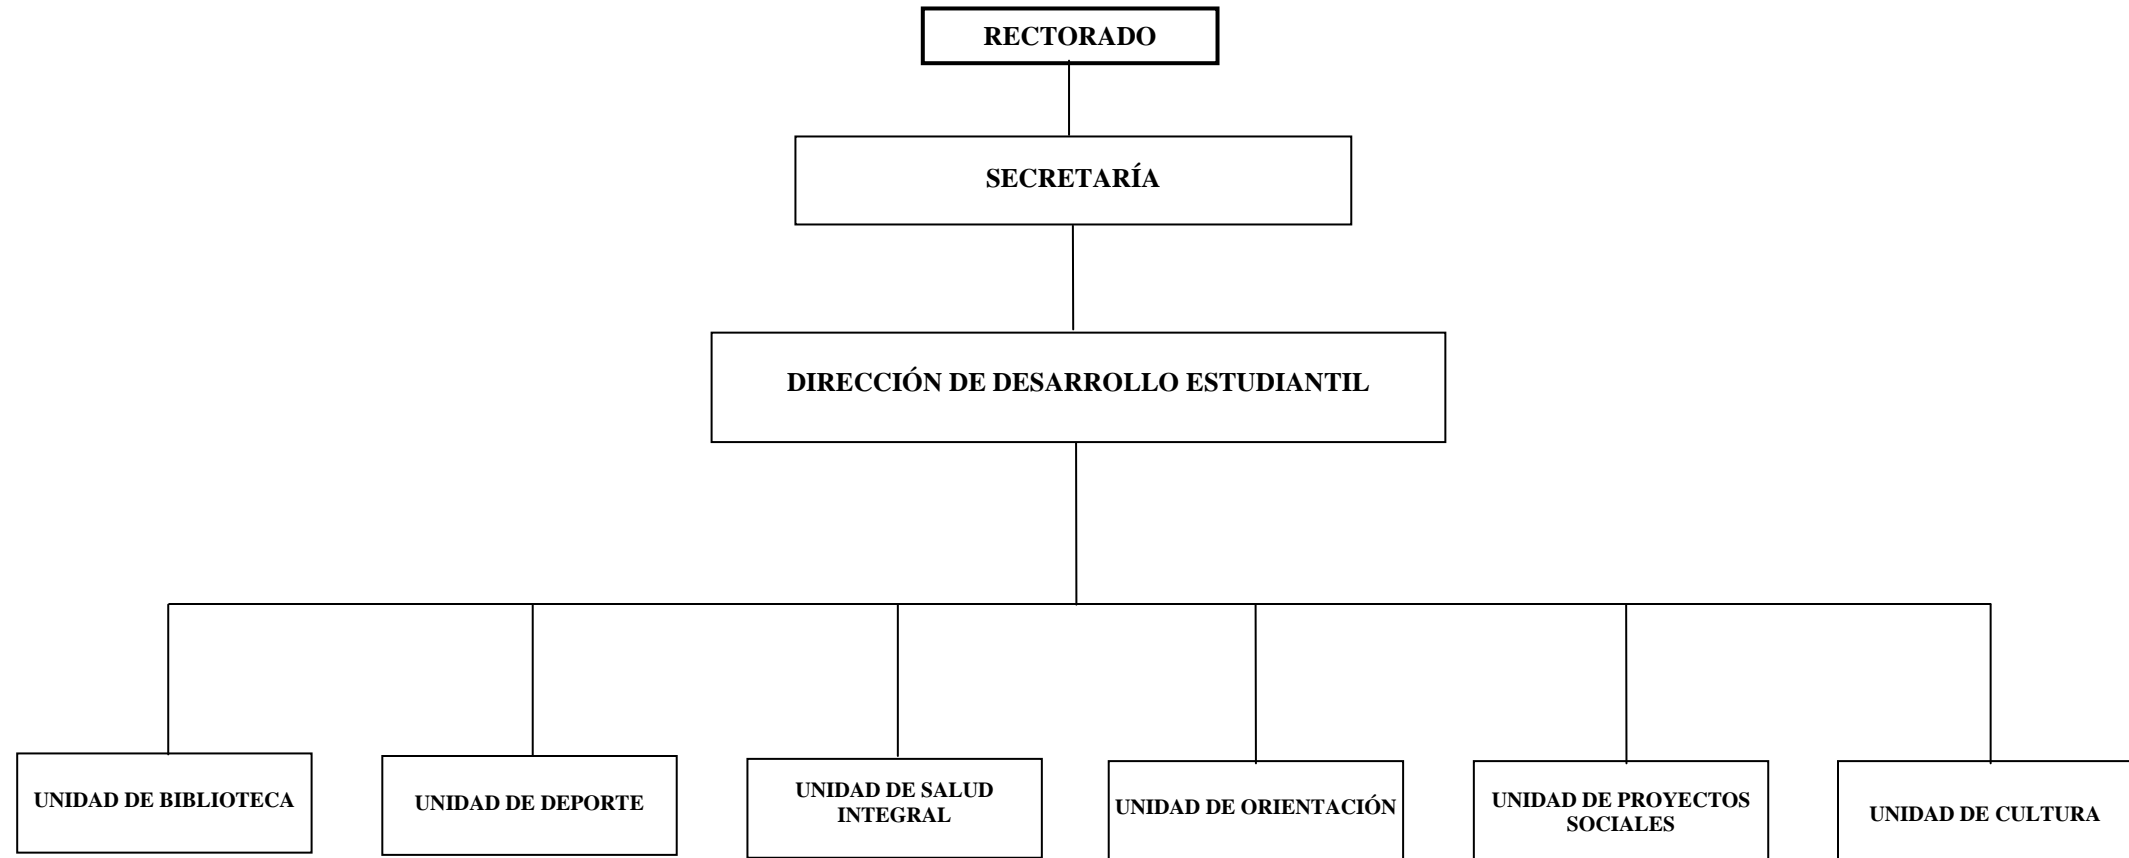 RECTORADO
SECRETARÍA
DIRECCIÓN DE DESARROLLO ESTUDIANTIL
UNIDAD DE BIBLIOTECA
UNIDAD DE DEPORTE
UNIDAD DE SALUD
INTEGRAL
UNIDAD DE ORIENTACIÓN
UNIDAD DE PROYECTOS
SOCIALES
UNIDAD DE CULTURA